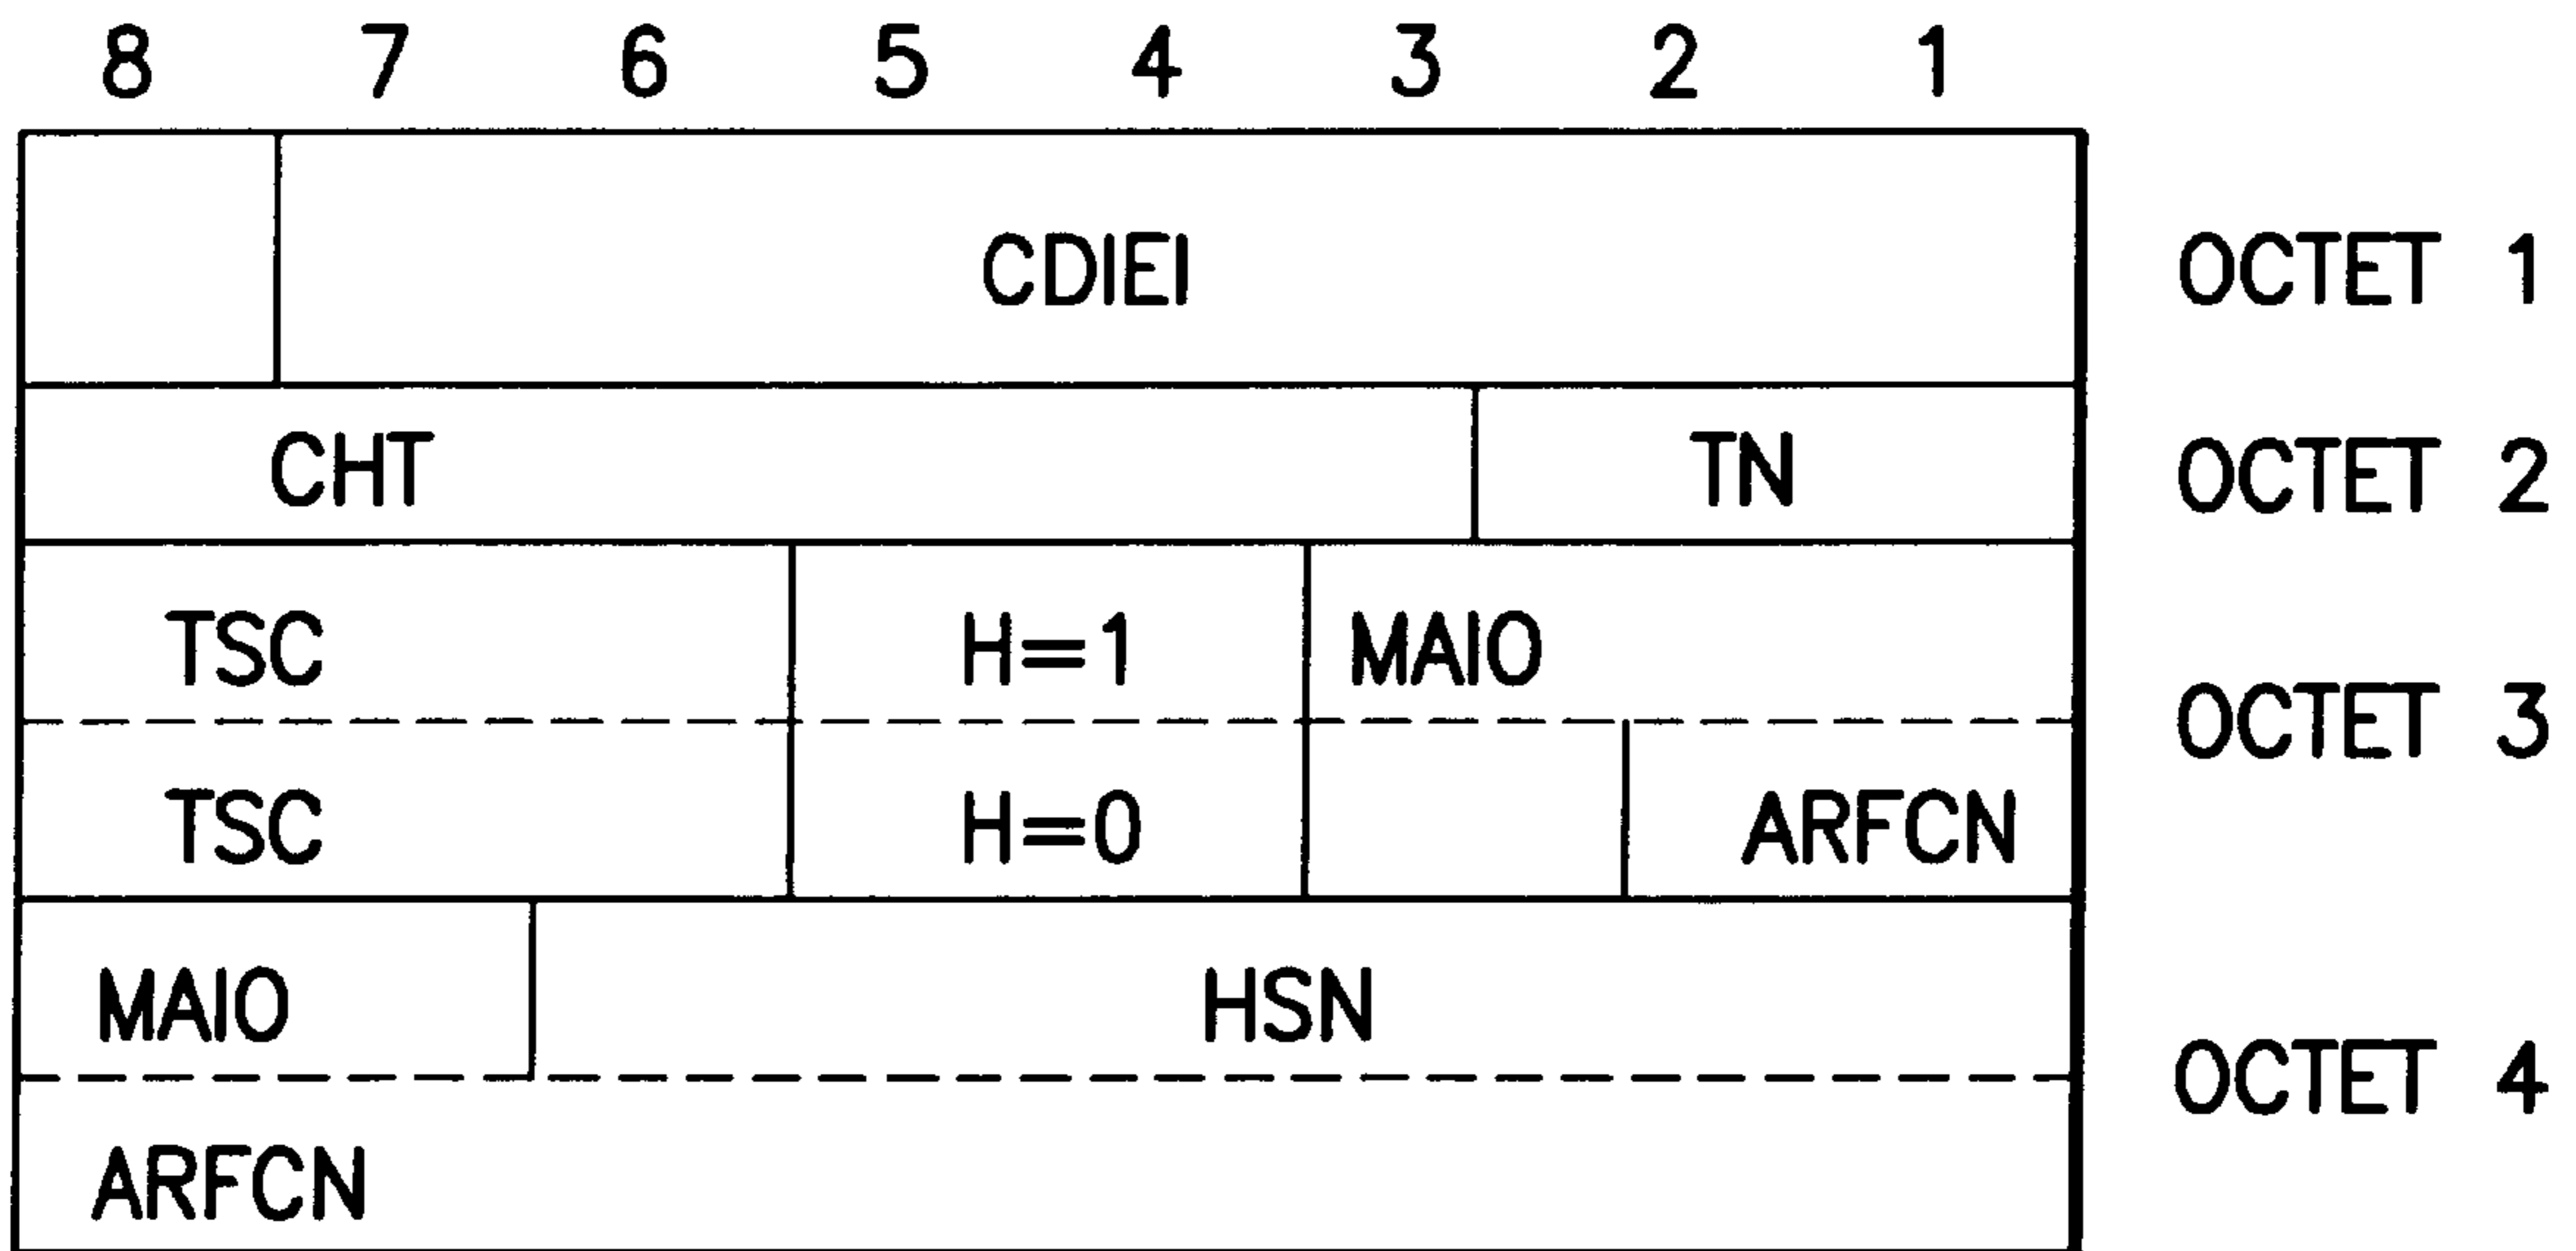 8 7 6 5 4 3 2 1
CDIEI OCTET 1
CHT TN OCTET 2
TSC H=1 MAIO
OCTET 3
TSC H=0 ARFCN
MAIO HSN
OCTET 4
ARFCN